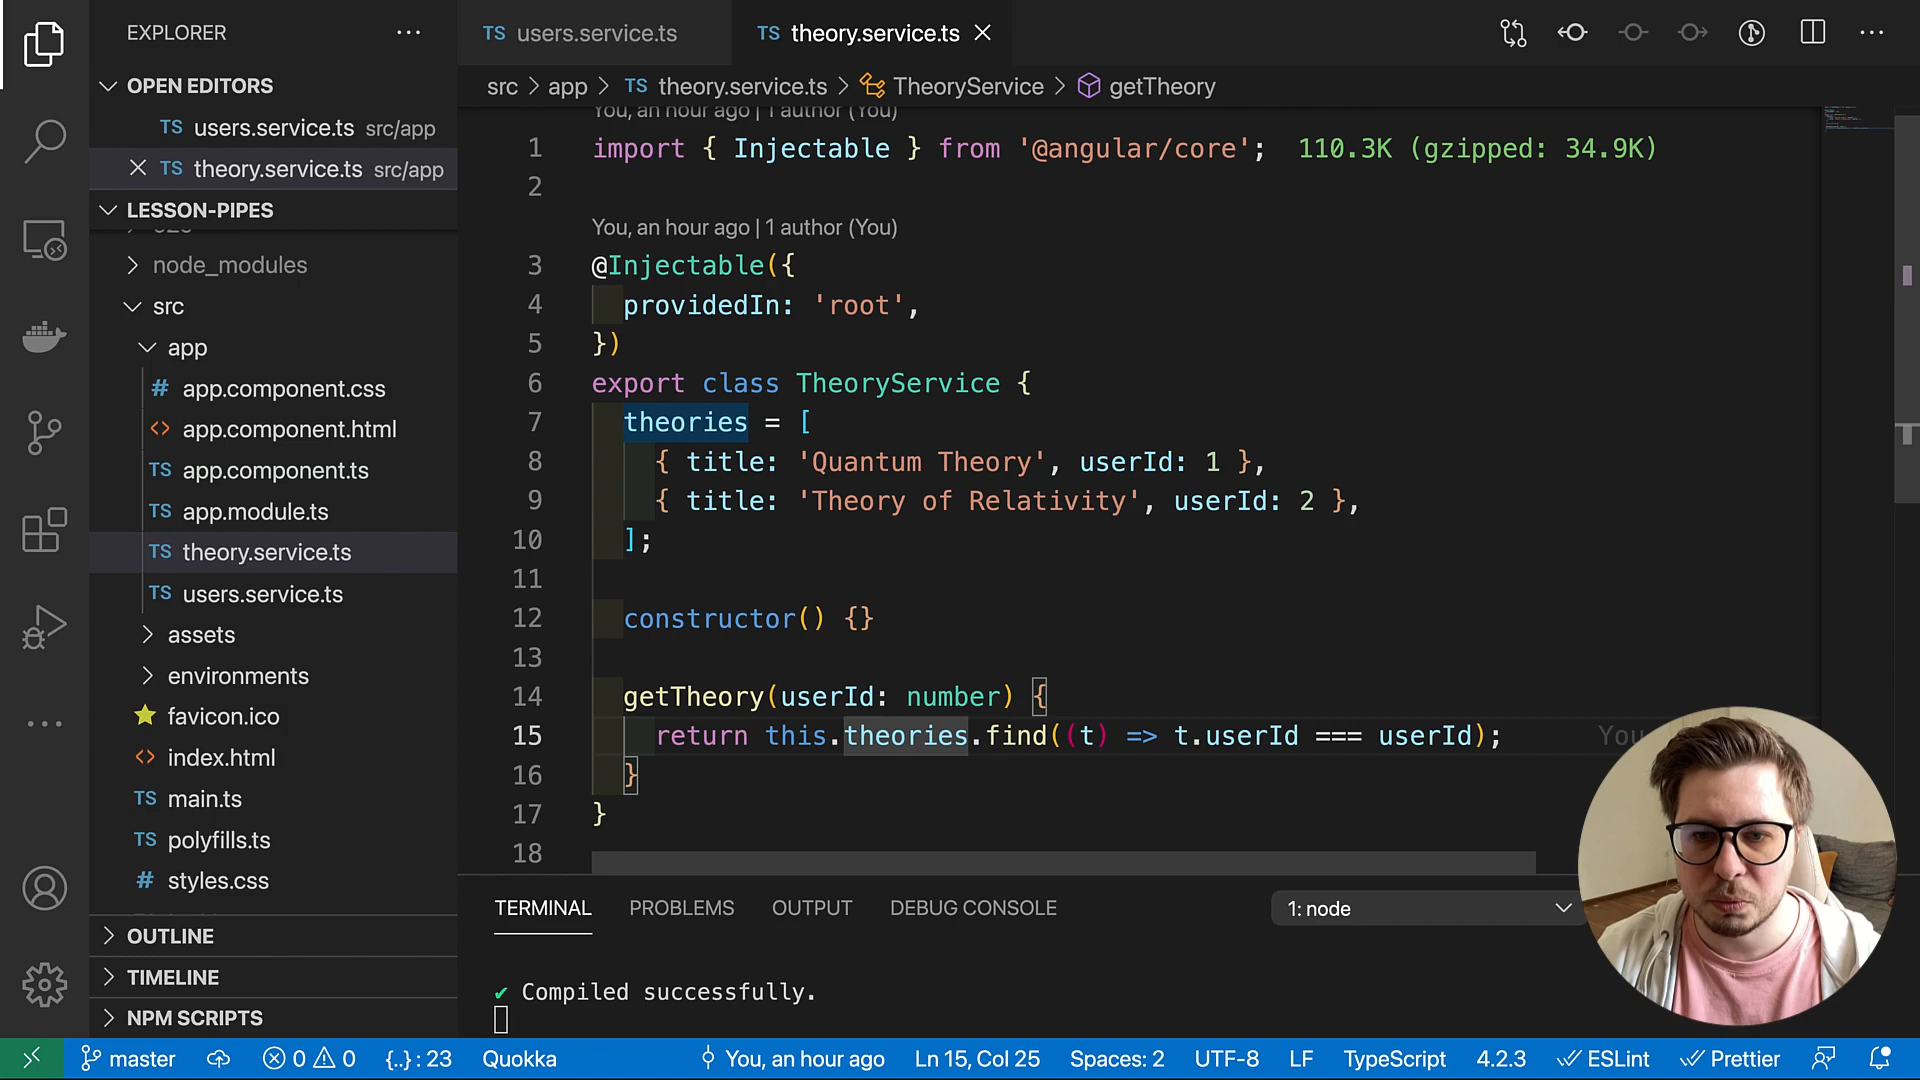 EXPLORER
OPEN EDITORS
TS users.service.ts src/app
TS theory.service.ts src/app
LESSON-PIPES
node_modules
src
app
# app.component.css
<> app.component.html
TS app.component.ts
TS app.module.ts
TS theory.service.ts
TS users.service.ts
assets
environments
favicon.ico
<> index.html
TS main.ts
TS polyfills.ts
# styles.css
OUTLINE
TIMELINE
NPM SCRIPTS
TS users.service.ts
TS theory.service.ts
src > app > TS theory.service.ts > TheoryService > getTheory
You, an hour ago | 1 author (You)
1 import { Injectable } from '@angular/core'; 110.3K (gzipped: 34.9K)
2
You, an hour ago | 1 author (You)
3 @Injectable({
4 providedIn: 'root',
5 })
6 export class TheoryService {
7 theories = [
8 { title: 'Quantum Theory', userId: 1 },
9 { title: 'Theory of Relativity', userId: 2 },
10 ];
11
12 constructor() {}
13
14 getTheory(userId: number) {
15 return this.theories.find((t) => t.userId === userId); You
16 }
17 }
18
TERMINAL PROBLEMS OUTPUT DEBUG CONSOLE 1: node
✔ Compiled successfully.
master 0 0 {..} : 23 Quokka You, an hour ago Ln 15, Col 25 Spaces: 2 UTF-8 LF TypeScript 4.2.3 ESLint Prettier